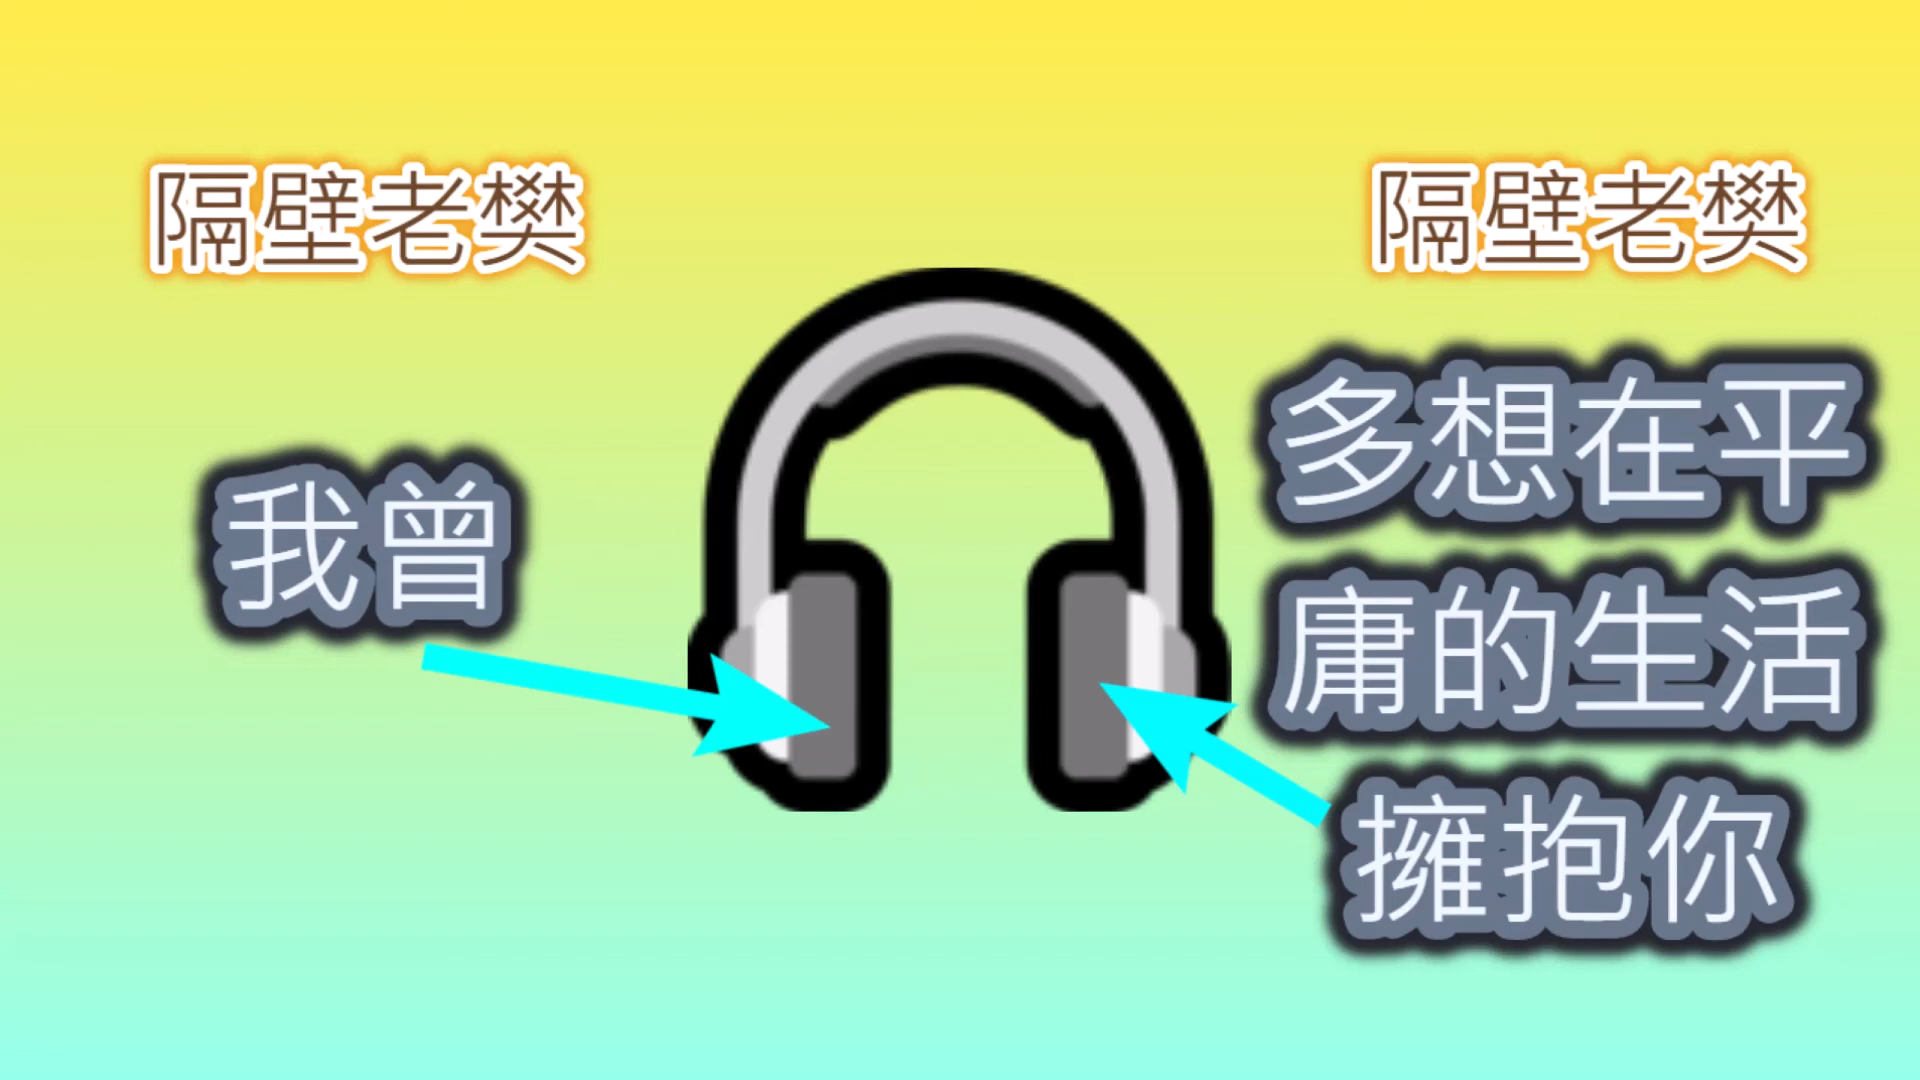 隔壁老樊
我曾
隔壁老樊
多想在平
庸的生活
擁抱你